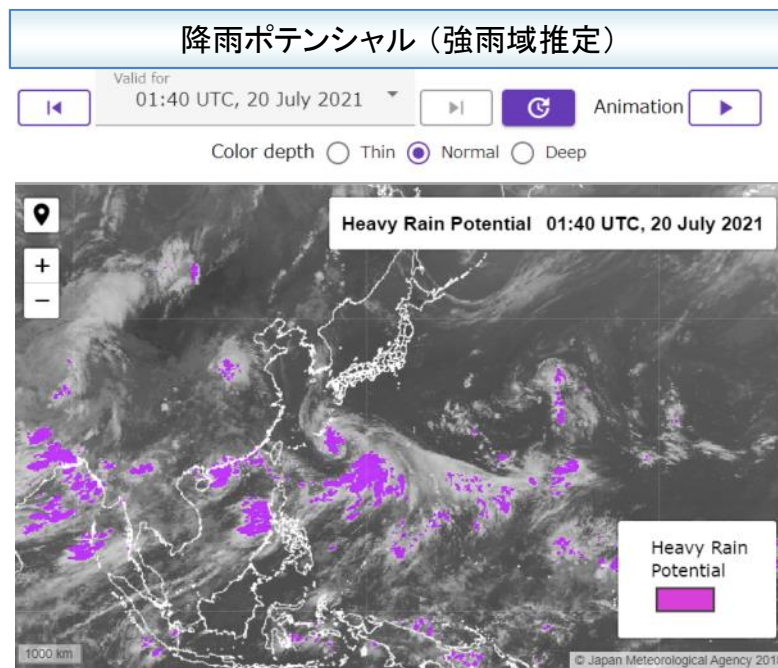 降雨ポテンシャル（強雨域推定）
Valid for
01:40 UTC, 20 July 2021
Animation
Color depth Thin Normal Deep
Heavy Rain Potential 01:40 UTC, 20 July 2021
+
−
Heavy Rain
Potential
1000 km
© Japan Meteorological Agency 201